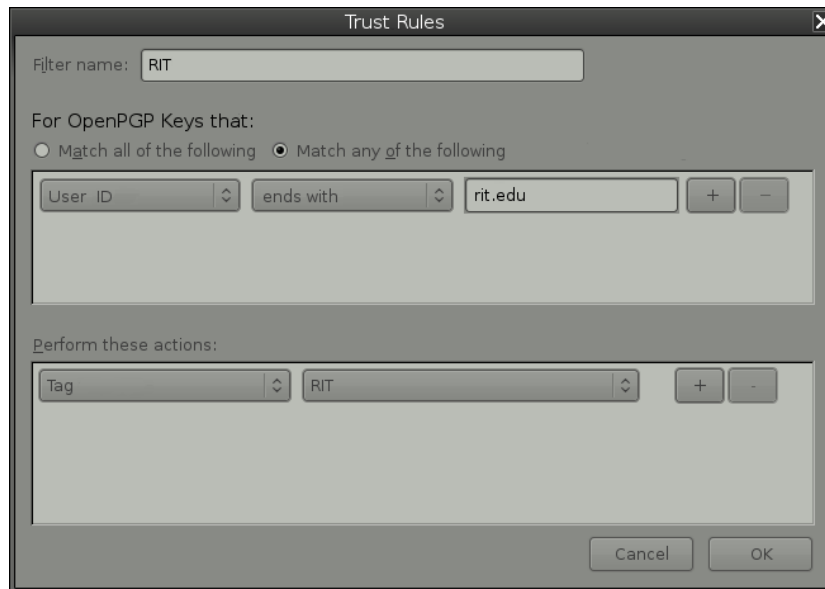 Trust Rules
Filter name: RIT
For OpenPGP Keys that:
Match all of the following Match any of the following
User ID ends with rit.edu + −
Perform these actions:
Tag RIT + -
Cancel OK